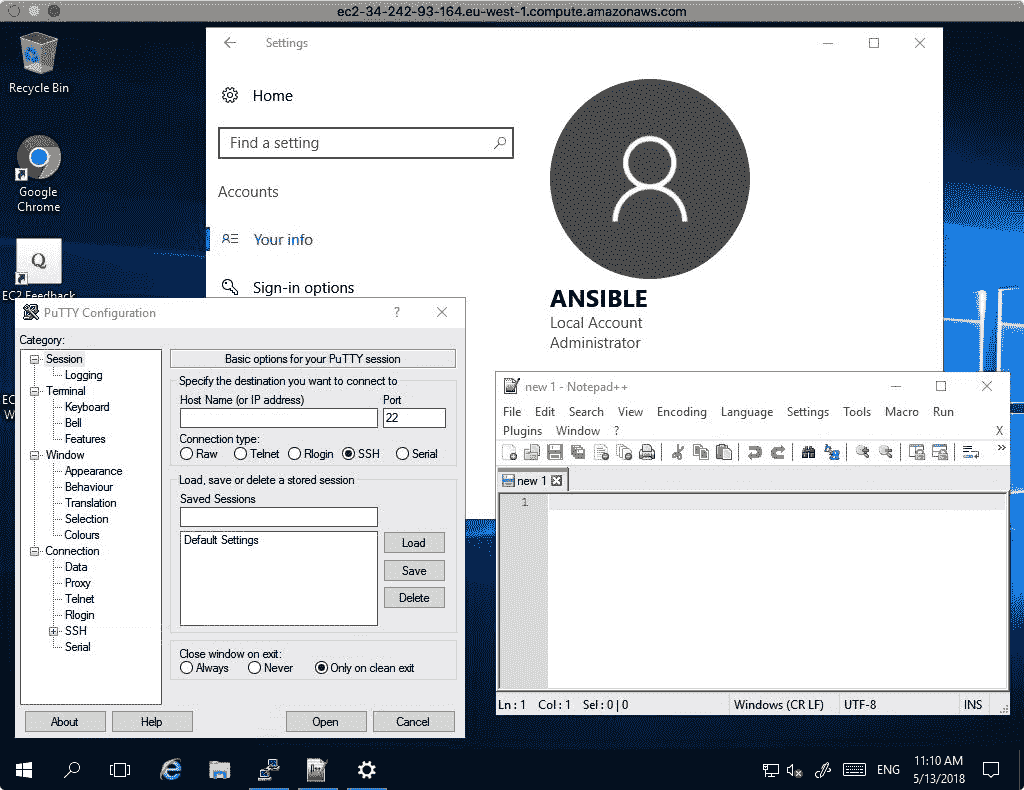 ec2-34-242-93-164.eu-west-1.compute.amazonaws.com
Recycle Bin
Google
Chrome
Q
EC2 Feedback
EC
W
Settings
Home
Find a setting
Accounts
Your info
Sign-in options
ANSIBLE
Local Account
Administrator
PuTTY Configuration
?
Category:
Session
Logging
Terminal
Keyboard
Bell
Features
Window
Appearance
Behaviour
Translation
Selection
Colours
Connection
Data
Proxy
Telnet
Rlogin
SSH
Serial
Basic options for your PuTTY session
Specify the destination you want to connect to
Host Name (or IP address) Port
22
Connection type:
Raw Telnet Rlogin SSH Serial
Load, save or delete a stored session
Saved Sessions
Default Settings
Load
Save
Delete
Close window on exit:
Always Never Only on clean exit
About Help Open Cancel
new 1 - Notepad++
File Edit Search View Encoding Language Settings Tools Macro Run
Plugins Window ? X
new 1
1
Ln : 1 Col : 1 Sel : 0 | 0 Windows (CR LF) UTF-8 INS
ENG
11:10 AM
5/13/2018